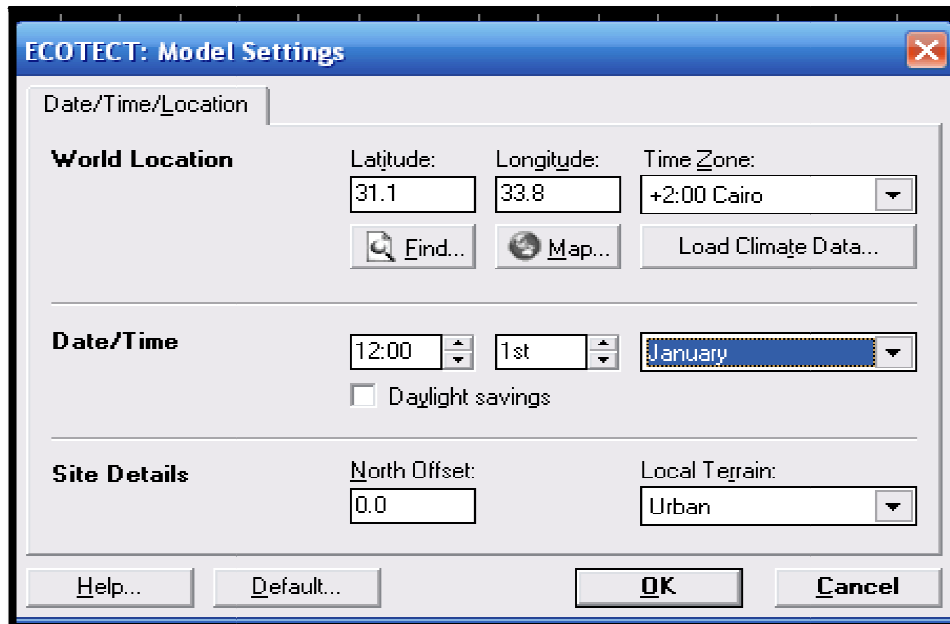 ECOTECT: Model Settings
Date/Time/Location
World Location
Latitude: Longitude: Time Zone:
31.1 33.8 +2:00 Cairo
Find... Map... Load Climate Data...
Date/Time
12:00 1st January
Daylight savings
Site Details
North Offset: Local Terrain:
0.0 Urban
Help... Default... OK Cancel